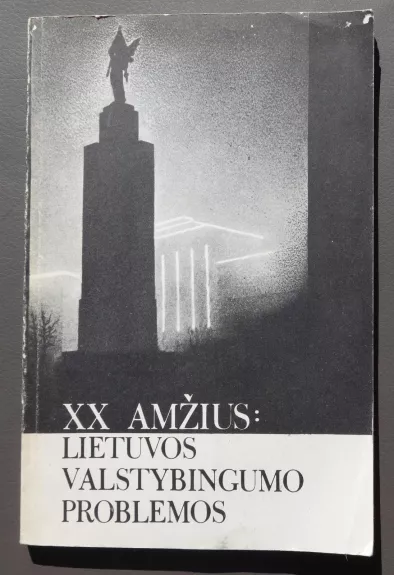 XX AMŽIUS:
LIETUVOS
VALSTYBINGUMO
PROBLEMOS